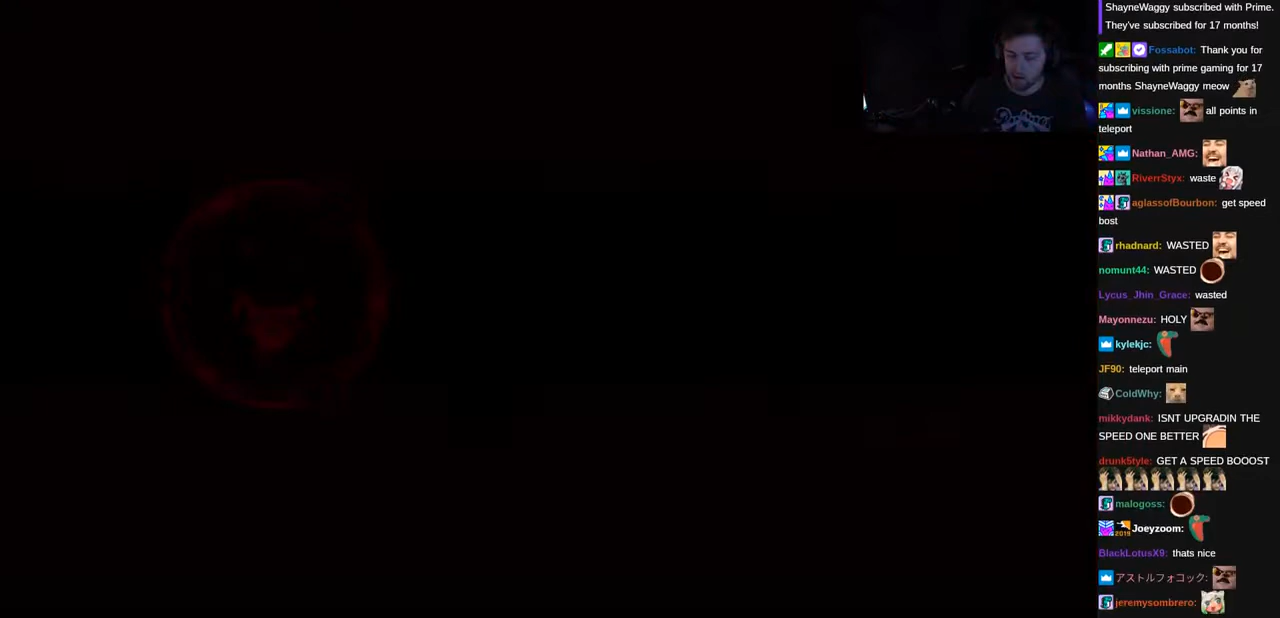 ShayneWaggy subscribed with Prime.
They've subscribed for 17 months!
Fossabot: Thank you for
subscribing with prime gaming for 17
months ShayneWaggy meow
vissione: all points in
teleport
Nathan_AMG:
RiverrStyx: waste
aglassofBourbon: get speed
bost
rhadnard: WASTED
nomunt44: WASTED
Lycus_Jhin_Grace: wasted
Mayonnezu: HOLY
kylekjc:
JF90: teleport main
ColdWhy:
mikkydank: ISNT UPGRADIN THE
SPEED ONE BETTER
drunk5tyle: GET A SPEED BOOOST
malogoss:
2019 Joeyzoom:
BlackLotusX9: thats nice
アストルフォコック:
jeremysombrero: